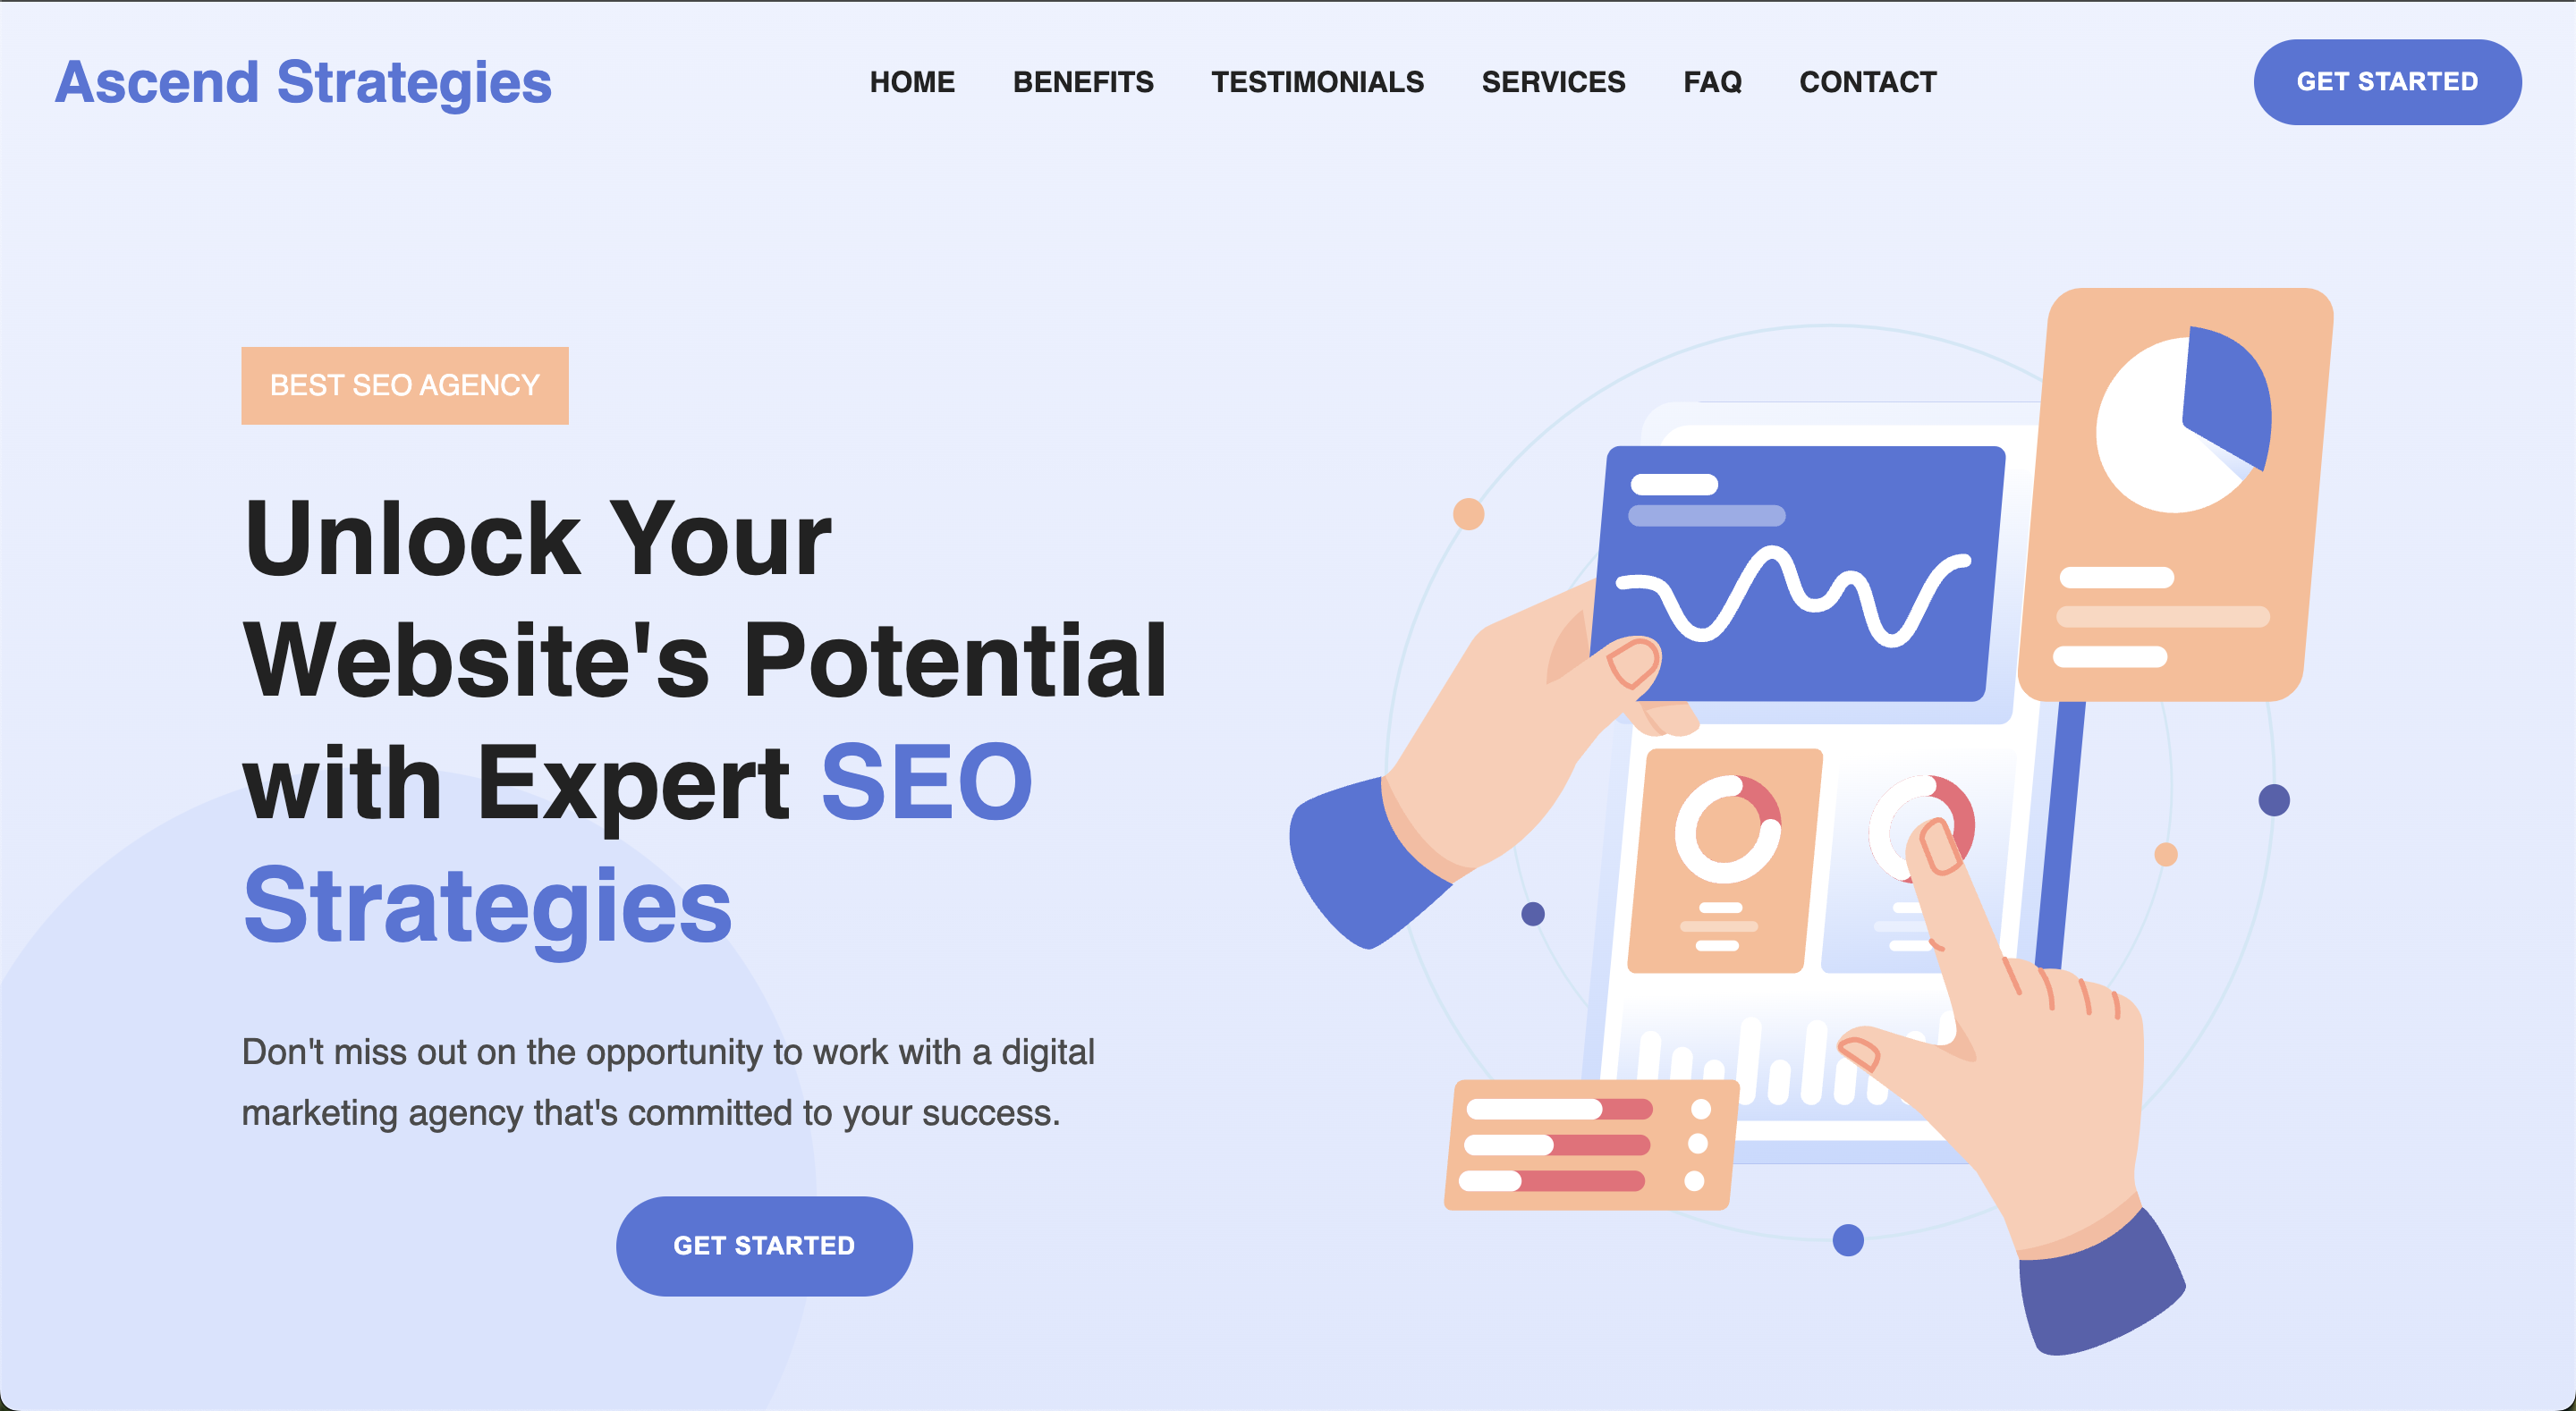 Ascend Strategies
HOME
BENEFITS
TESTIMONIALS
SERVICES
FAQ
CONTACT
GET STARTED
BEST SEO AGENCY
Unlock Your
Website's Potential
with Expert SEO
Strategies
Don't miss out on the opportunity to work with a digital
marketing agency that's committed to your success.
GET STARTED